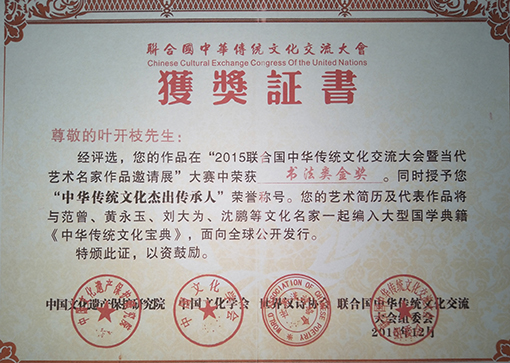 聯合國中華傳統文化交流大會
Chinese Cultural Exchange Congress Of the United Nations
獲獎証書
尊敬的叶开枝先生：
经评选，您的作品在“2015联合国中华传统文化交流大会暨当代
艺术名家作品邀请展”大赛中荣获 书法类金奖 。同时授予您
“中华传统文化杰出传承人”荣誉称号。您的艺术简历及代表作品将
与范曾、黄永玉、刘大为、沈鹏等文化名家一起编入大型国学典籍
《中华传统文化宝典》，面向全球公开发行。
特颁此证，以资鼓励。
中国文化遗产保护研究院 中国文化学会 世界汉诗协会 联合国中华传统文化交流
大会组委会
2015年12月